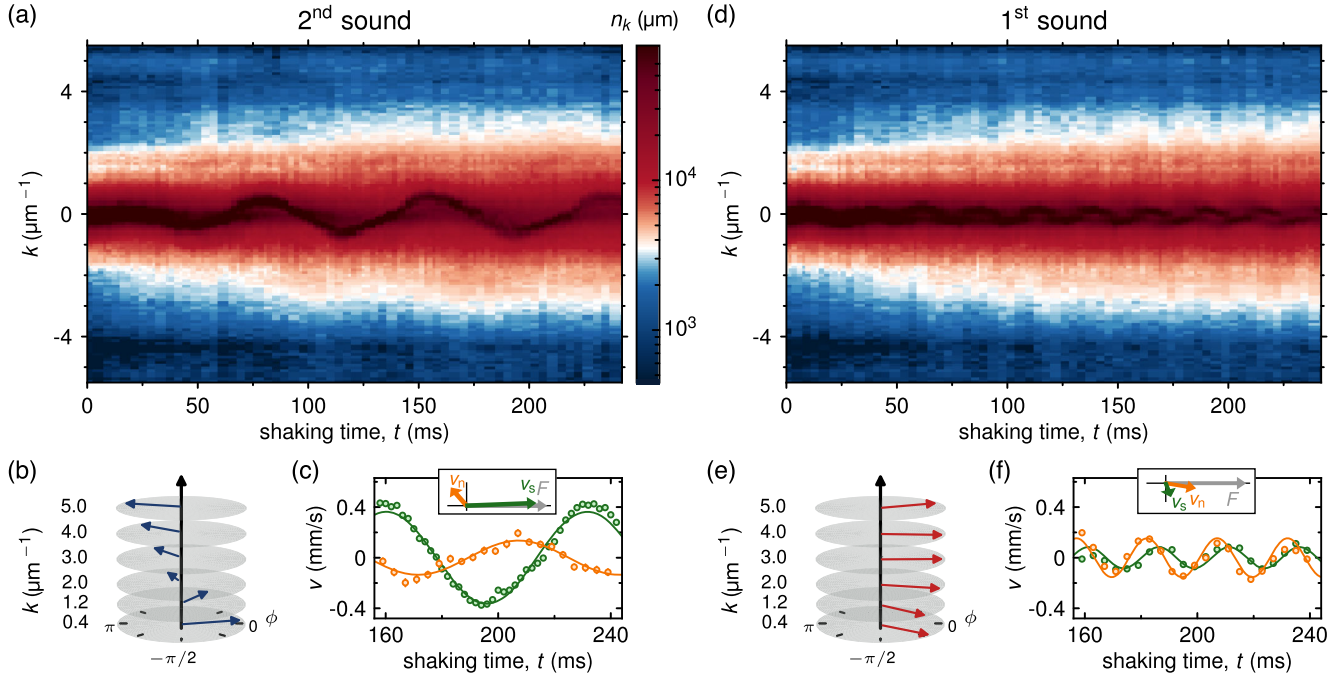 (a)
2nd sound
nk (μm)
4
0
-4
k (μm−1)
10^4
10^3
0
50
100
150
200
shaking time, t (ms)
(d)
1st sound
4
0
-4
k (μm−1)
0
50
100
150
200
shaking time, t (ms)
(b)
k (μm−1)
5.0
4.0
3.0
2.0
1.2
0.4
π
0
ϕ
−π/2
(c)
v (mm/s)
0.4
0
-0.4
vn
vs
F
160
200
240
shaking time, t (ms)
(e)
k (μm−1)
5.0
4.0
3.0
2.0
1.2
0.4
π
0
ϕ
−π/2
(f)
v (mm/s)
0.4
0
-0.4
vs
vn
F
160
200
240
shaking time, t (ms)